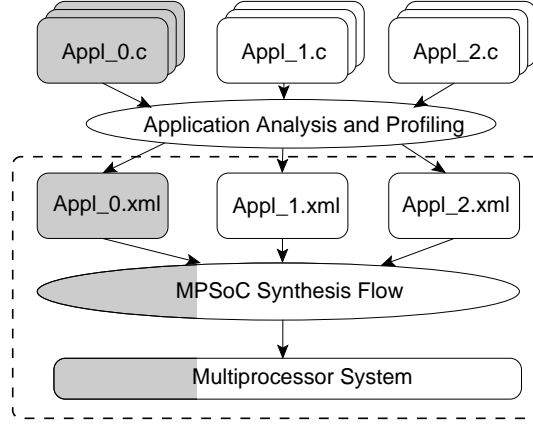 Appl_0.c
Appl_1.c
Appl_2.c
Application Analysis and Profiling
Appl_0.xml
Appl_1.xml
Appl_2.xml
MPSoC Synthesis Flow
Multiprocessor System